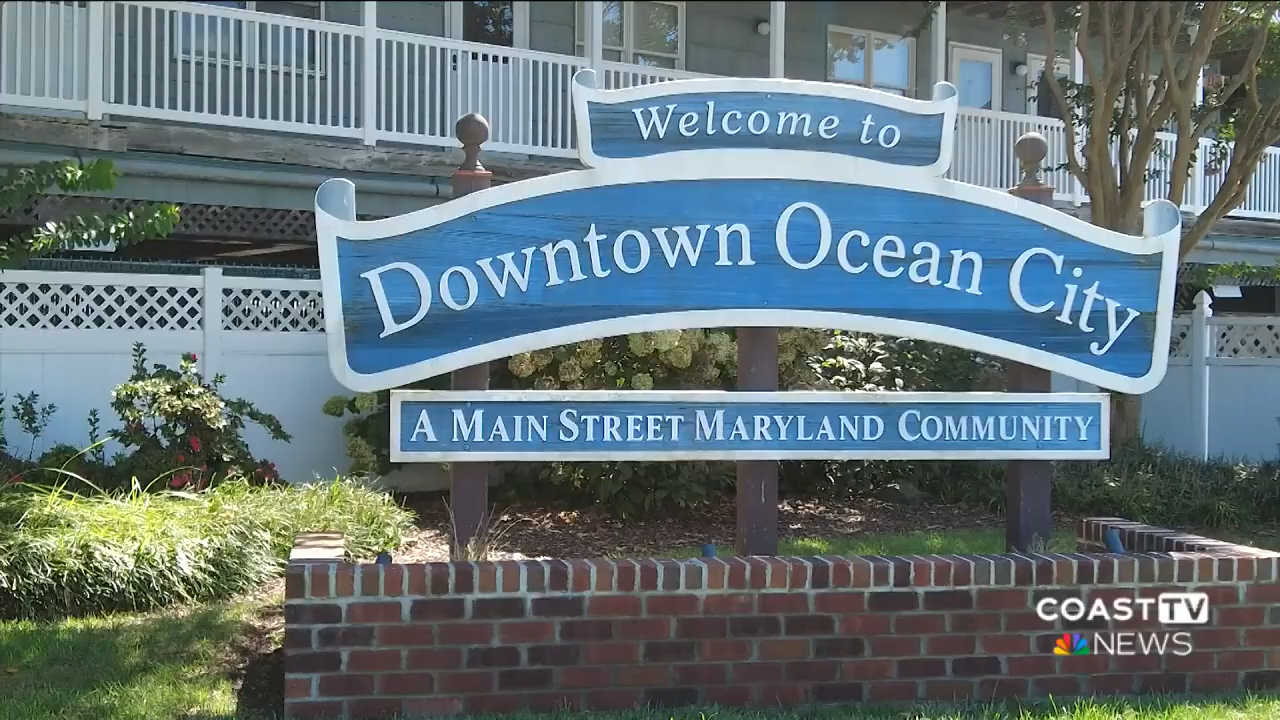 Welcome to
Downtown Ocean City
A MAIN STREET MARYLAND COMMUNITY
COAST TV
NEWS